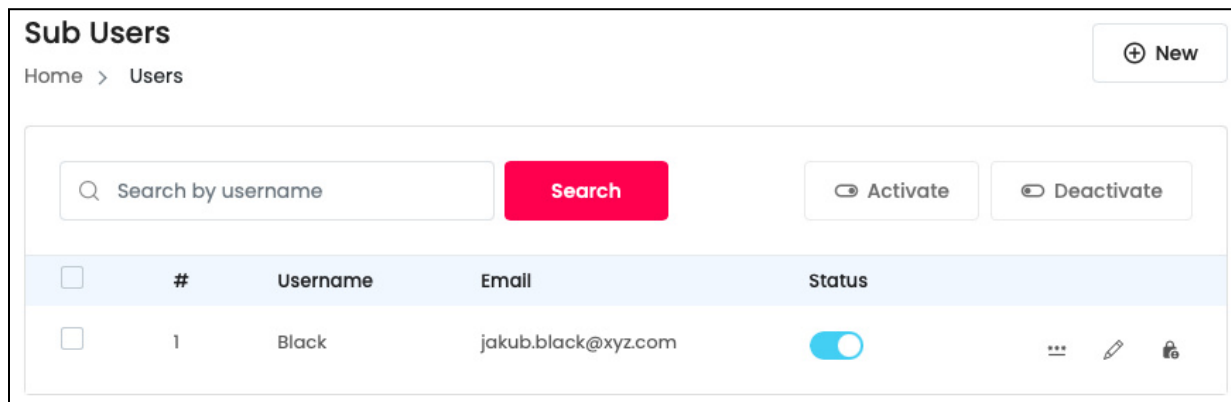 Sub Users
New
Home > Users
Search by username
Search
Activate
Deactivate
# Username Email Status
1 Black jakub.black@xyz.com